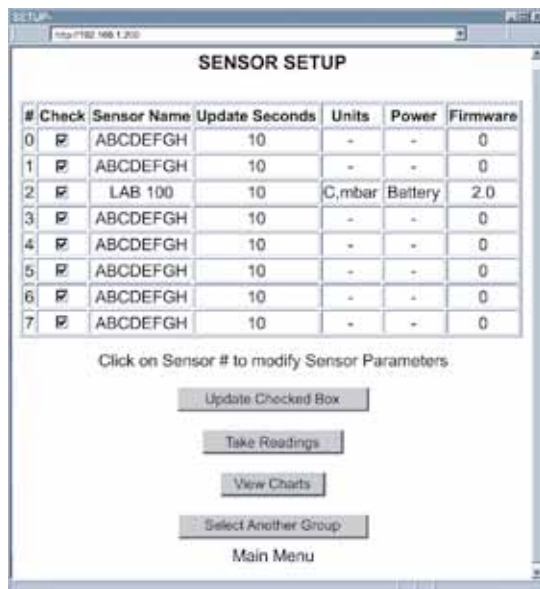 SETUP
http://192.168.1.200
SENSOR SETUP
# Check Sensor Name Update Seconds Units Power Firmware
0 ABCDEFGH 10 - - 0
1 ABCDEFGH 10 - - 0
2 LAB 100 10 C,mbar Battery 2.0
3 ABCDEFGH 10 - - 0
4 ABCDEFGH 10 - - 0
5 ABCDEFGH 10 - - 0
6 ABCDEFGH 10 - - 0
7 ABCDEFGH 10 - - 0
Click on Sensor # to modify Sensor Parameters
Update Checked Box
Take Readings
View Charts
Select Another Group
Main Menu